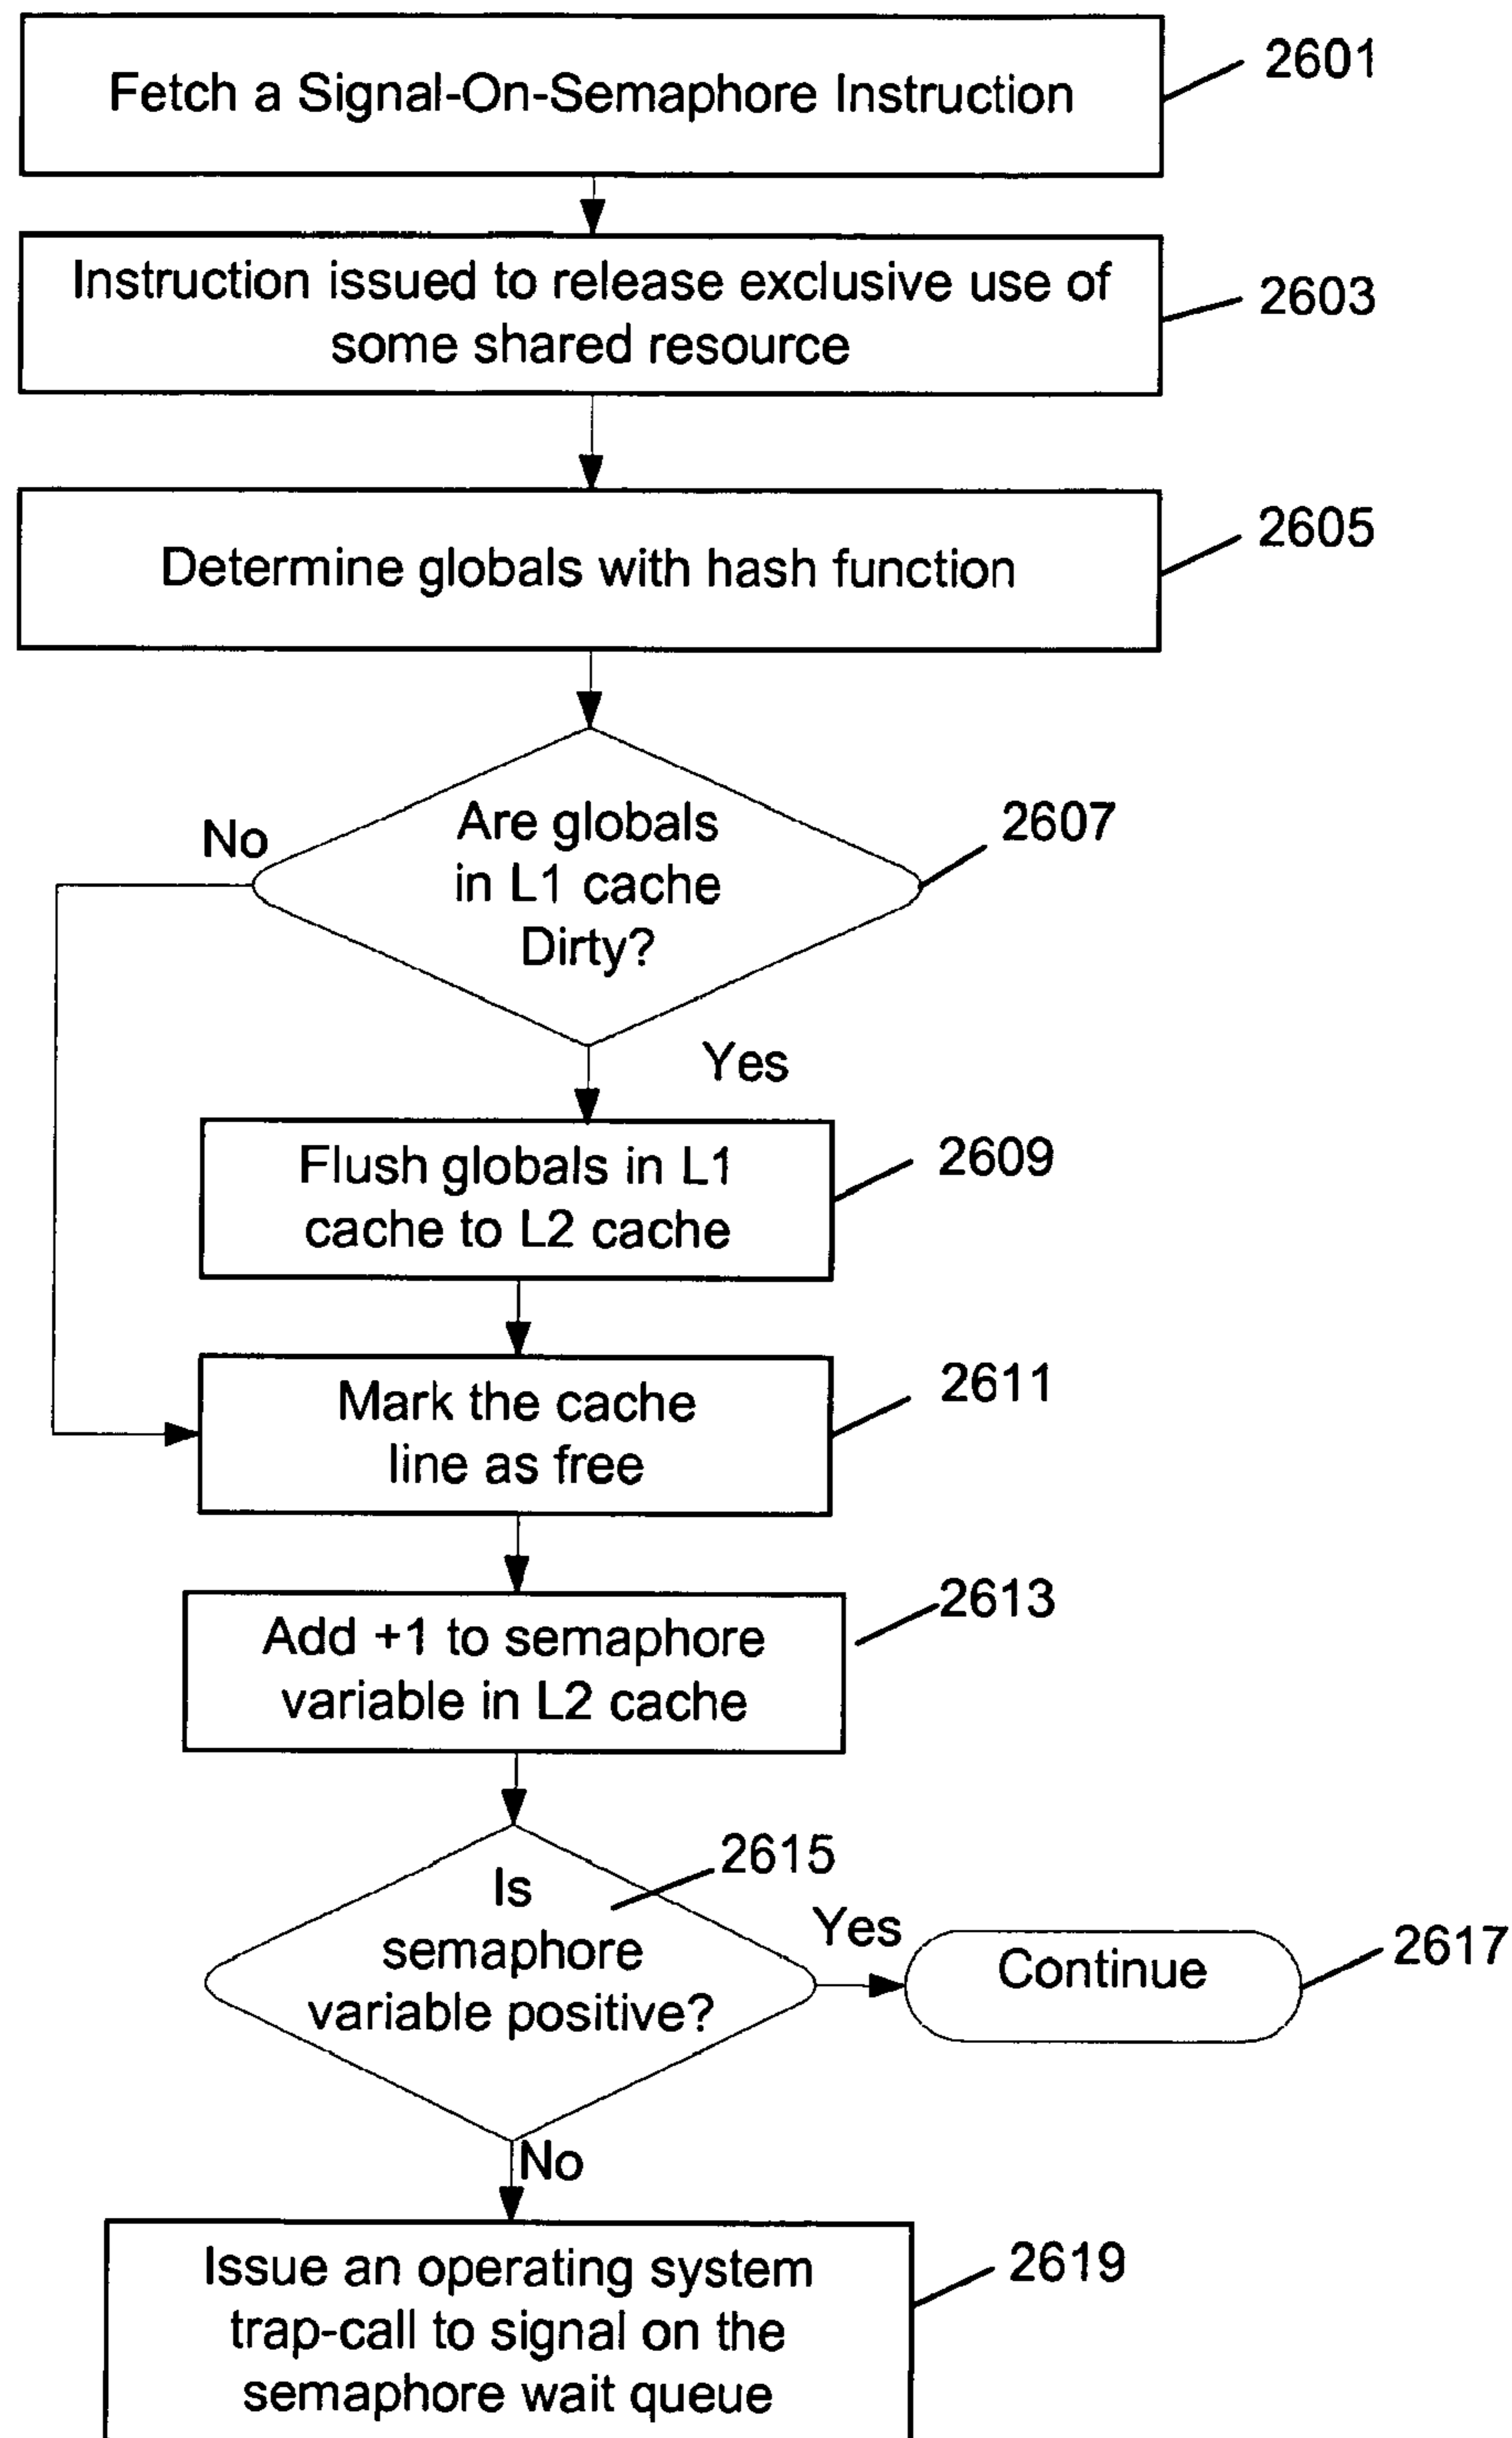 Fetch a Signal-On-Semaphore Instruction
2601
Instruction issued to release exclusive use of
some shared resource
2603
Determine globals with hash function
2605
Are globals
in L1 cache
Dirty?
2607
No
Yes
Flush globals in L1
cache to L2 cache
2609
Mark the cache
line as free
2611
Add +1 to semaphore
variable in L2 cache
2613
Is
semaphore
variable positive?
2615
Yes
Continue
2617
No
Issue an operating system
trap-call to signal on the
semaphore wait queue
2619